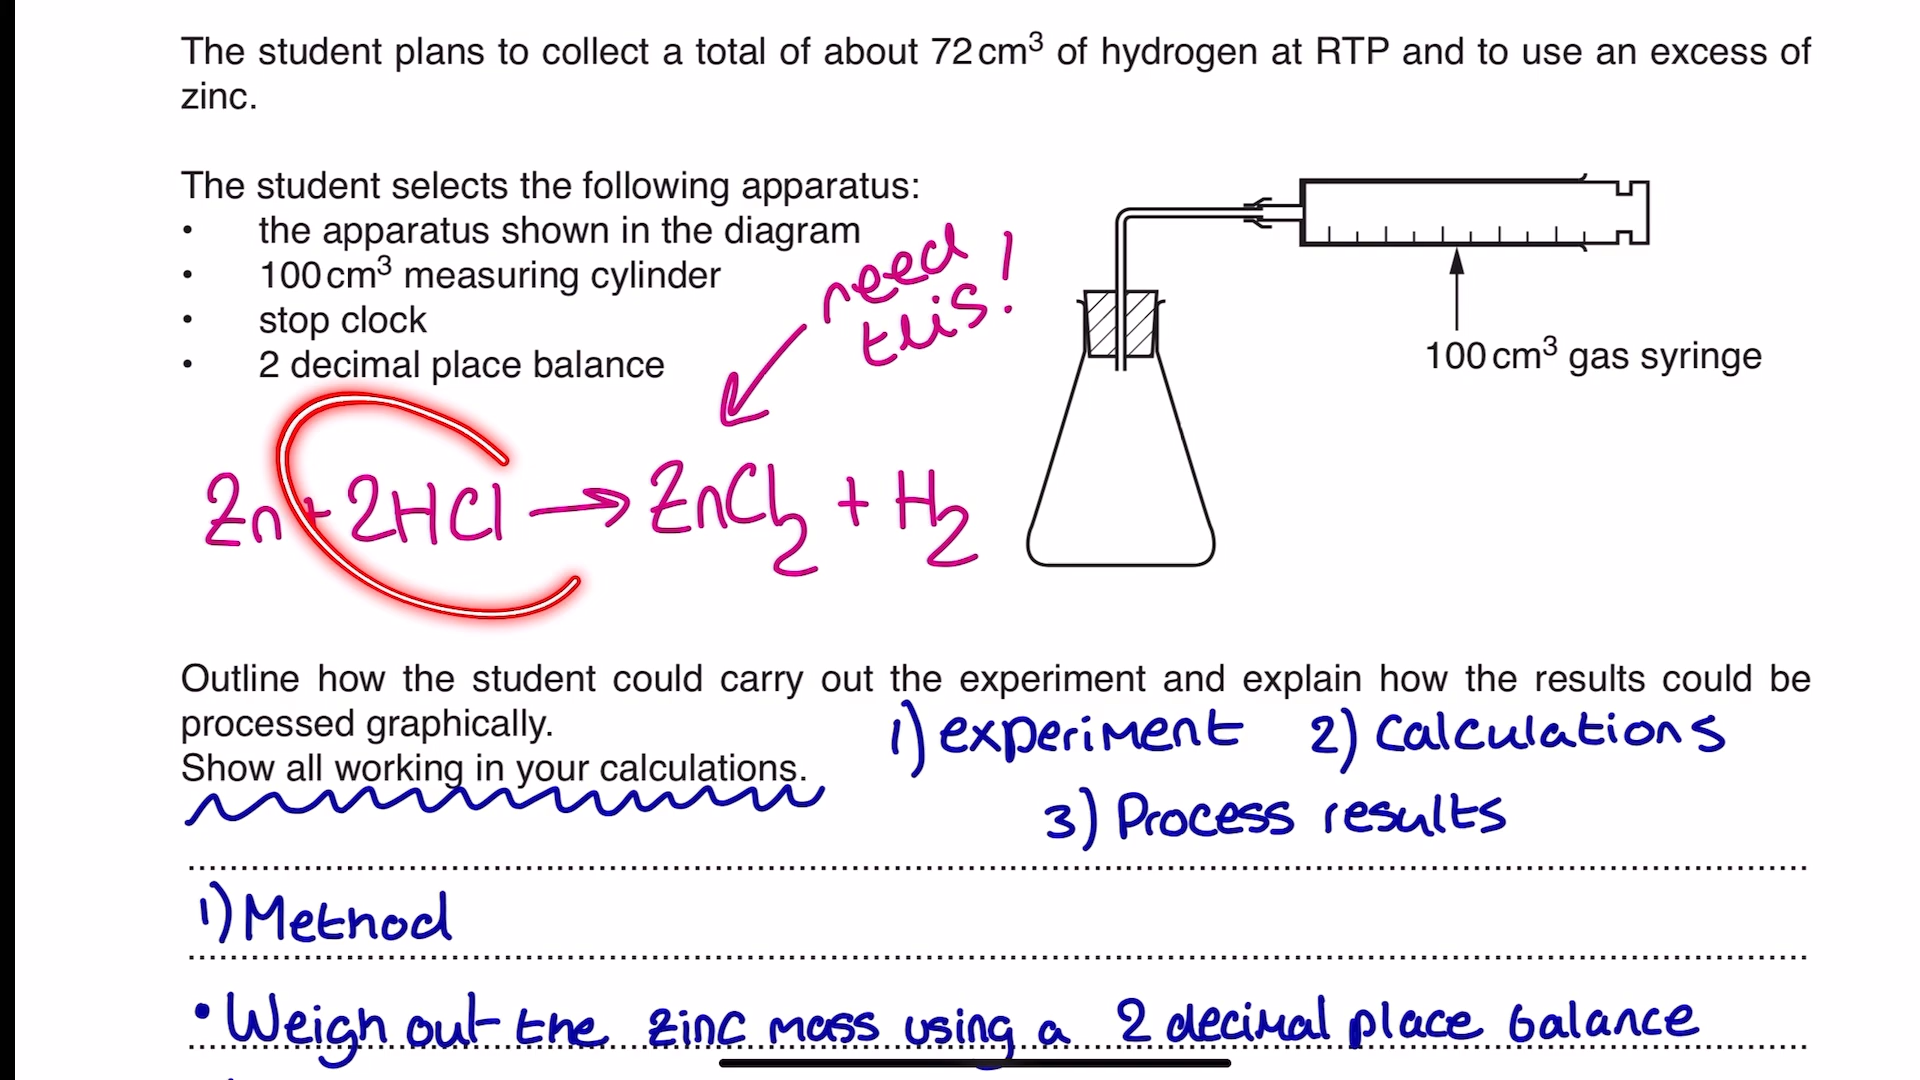 The student plans to collect a total of about 72 cm³ of hydrogen at RTP and to use an excess of
zinc.
The student selects the following apparatus:
• the apparatus shown in the diagram
• 100 cm³ measuring cylinder
• stop clock
• 2 decimal place balance
need
this!
100 cm³ gas syringe
Zn + 2HCl → ZnCl₂ + H₂
Outline how the student could carry out the experiment and explain how the results could be
processed graphically.
Show all working in your calculations.
1) experiment 2) Calculations
3) Process results
1) Method
• Weigh out the zinc mass using a 2 decimal place balance